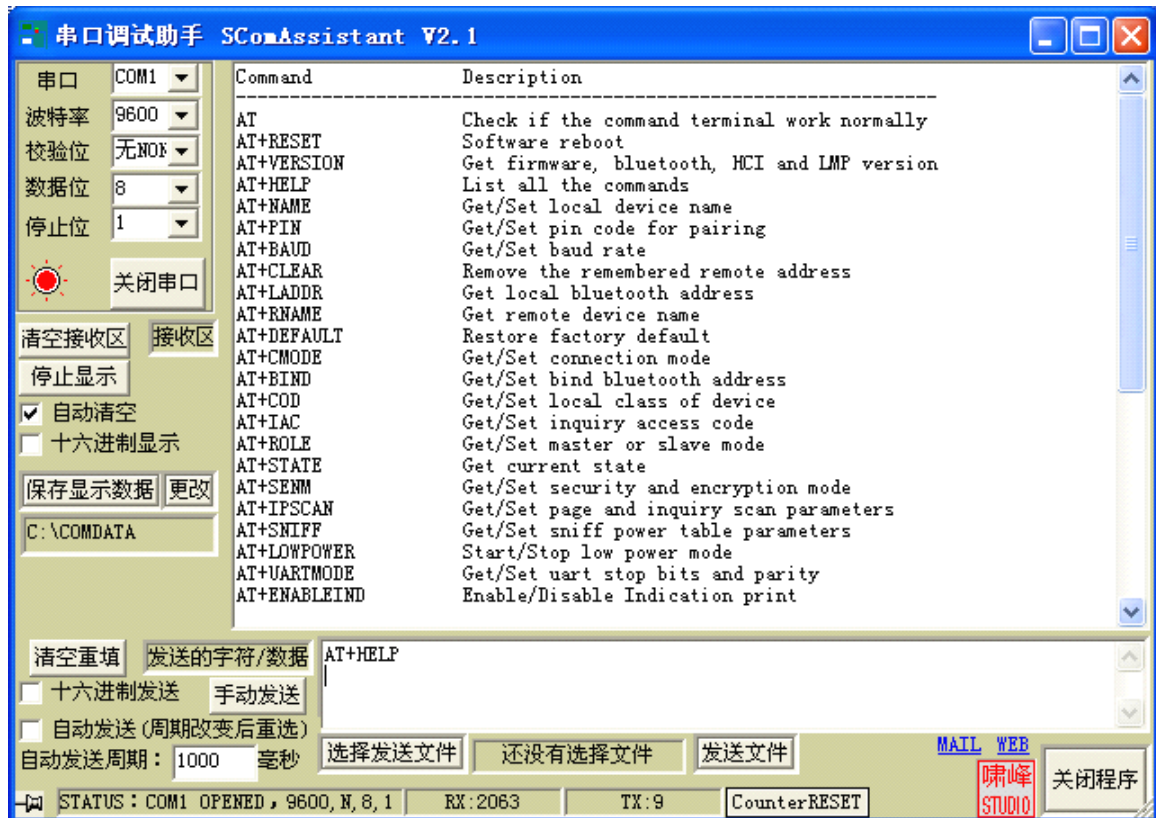 串口调试助手 SComAssistant V2.1
串口 COM1
波特率 9600
校验位 无NON
数据位 8
停止位 1
关闭串口
清空接收区 接收区
停止显示
自动清空
十六进制显示
保存显示数据 更改
C:\COMDATA
Command Description
-----------------------------------------------------------------
AT Check if the command terminal work normally
AT+RESET Software reboot
AT+VERSION Get firmware, bluetooth, HCI and LMP version
AT+HELP List all the commands
AT+NAME Get/Set local device name
AT+PIN Get/Set pin code for pairing
AT+BAUD Get/Set baud rate
AT+CLEAR Remove the remembered remote address
AT+LADDR Get local bluetooth address
AT+RNAME Get remote device name
AT+DEFAULT Restore factory default
AT+CMODE Get/Set connection mode
AT+BIND Get/Set bind bluetooth address
AT+COD Get/Set local class of device
AT+IAC Get/Set inquiry access code
AT+ROLE Get/Set master or slave mode
AT+STATE Get current state
AT+SENM Get/Set security and encryption mode
AT+IPSCAN Get/Set page and inquiry scan parameters
AT+SNIFF Get/Set sniff power table parameters
AT+LOWPOWER Start/Stop low power mode
AT+UARTMODE Get/Set uart stop bits and parity
AT+ENABLEIND Enable/Disable Indication print
清空重填 发送的字符/数据 AT+HELP
十六进制发送 手动发送
自动发送(周期改变后重选)
自动发送周期: 1000 毫秒 选择发送文件 还没有选择文件 发送文件
MAIL WEB
啸峰
STUDIO
关闭程序
STATUS:COM1 OPENED,9600,N,8,1 RX:2063 TX:9 CounterRESET